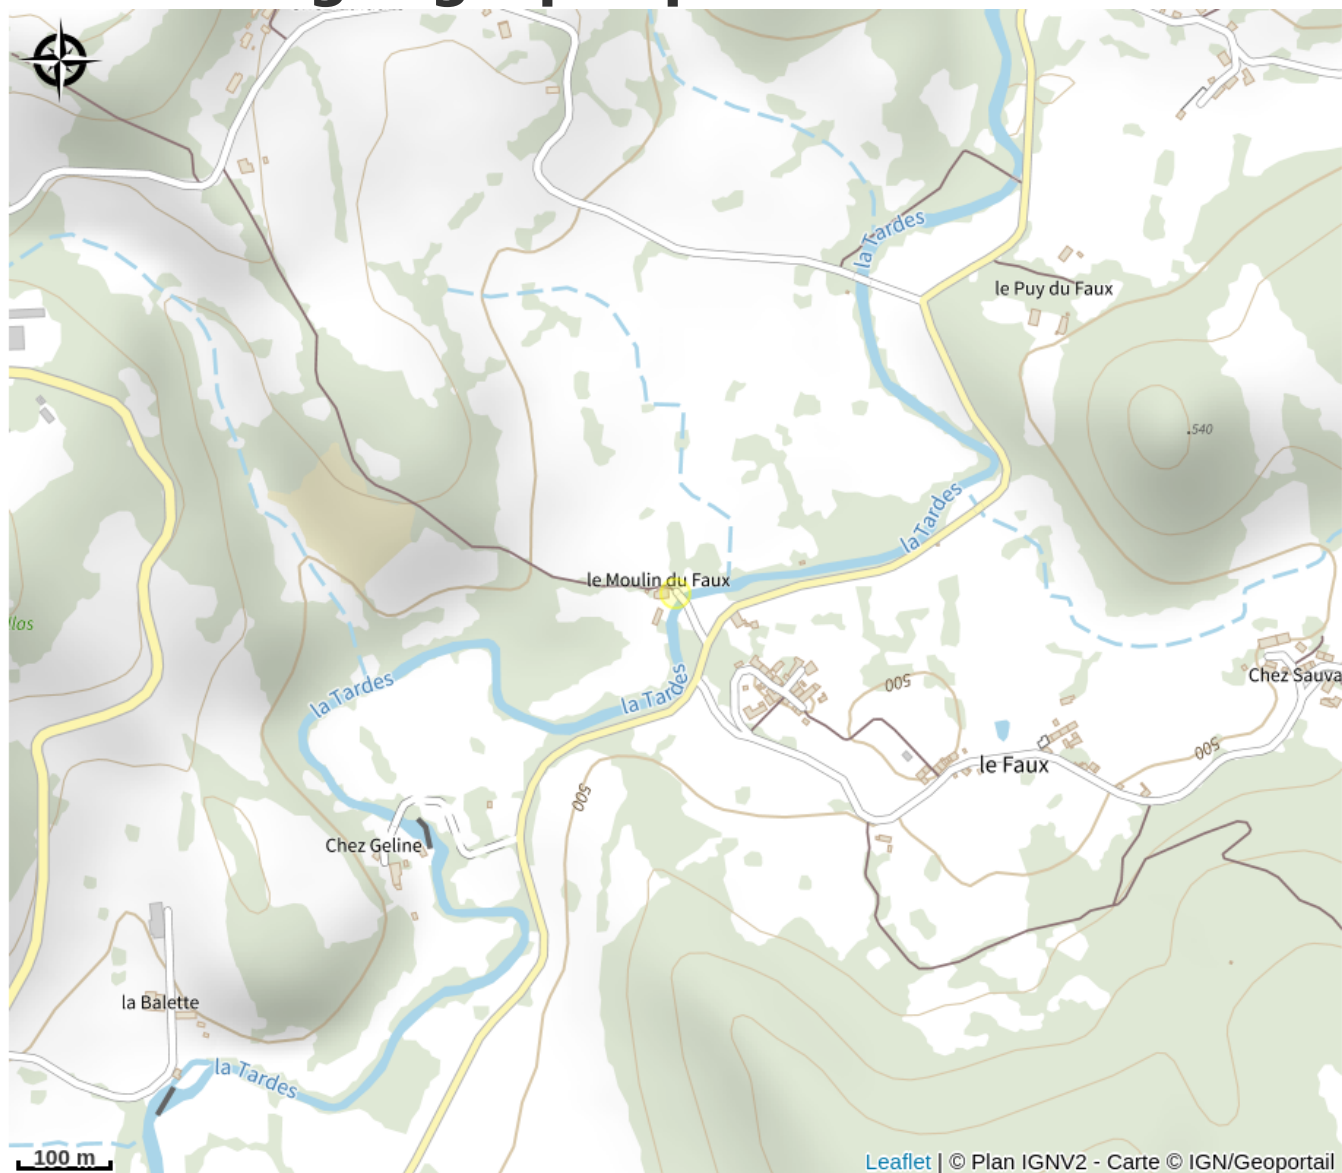 la Tardes
le Puy du Faux
.540
la Tardes
le Moulin du Faux
la Tardes
la Tardes
500
Chez Sauva
500
le Faux
500
Chez Geline
la Balette
la Tardes
100 m
Leaflet | © Plan IGNV2 - Carte © IGN/Geoportail